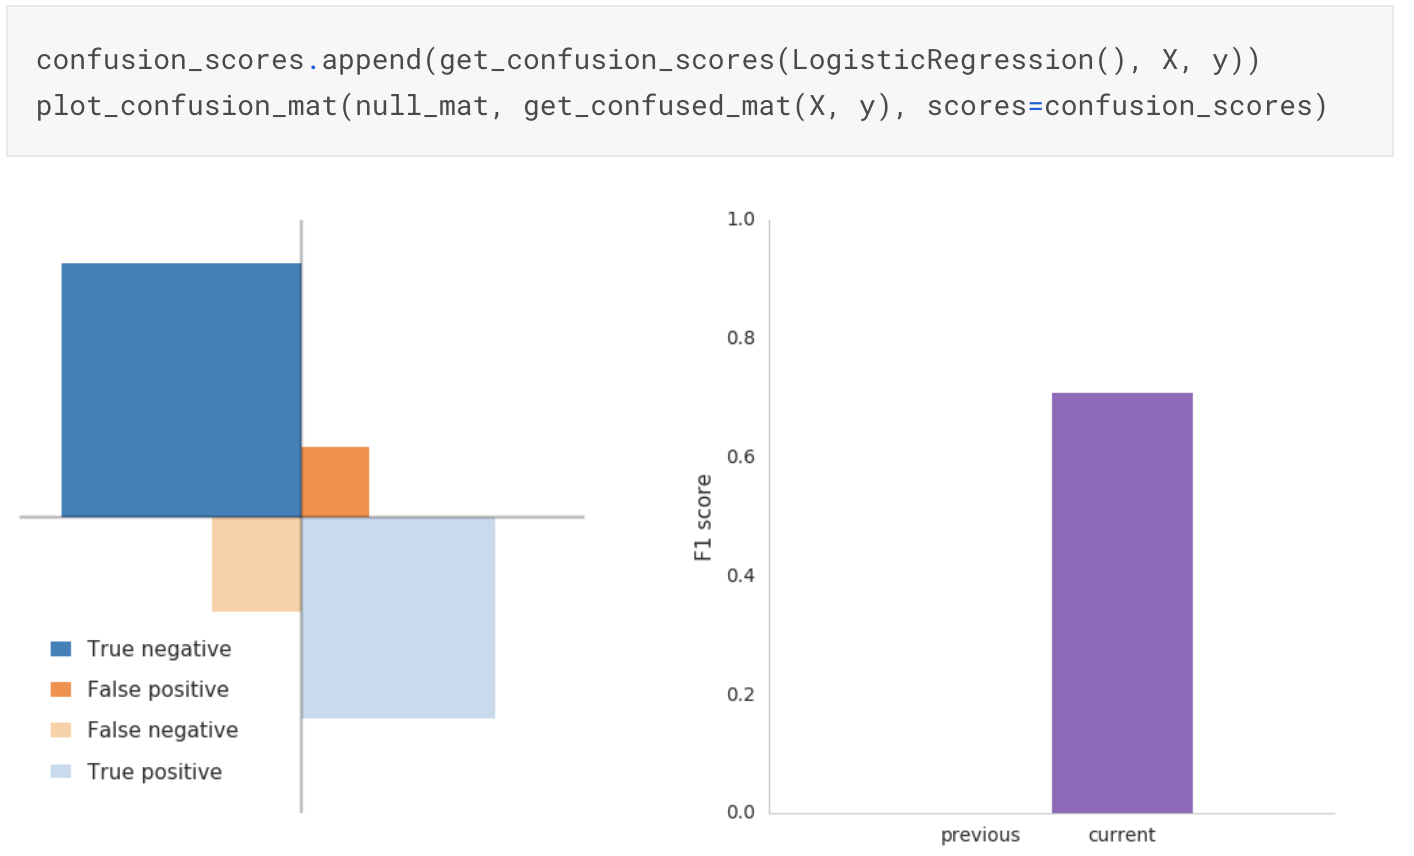 confusion_scores.append(get_confusion_scores(LogisticRegression(), X, y))
plot_confusion_mat(null_mat, get_confused_mat(X, y), scores=confusion_scores)
True negative
False positive
False negative
True positive
1.0
0.8
0.6
0.4
0.2
0.0
F1 score
previous
current